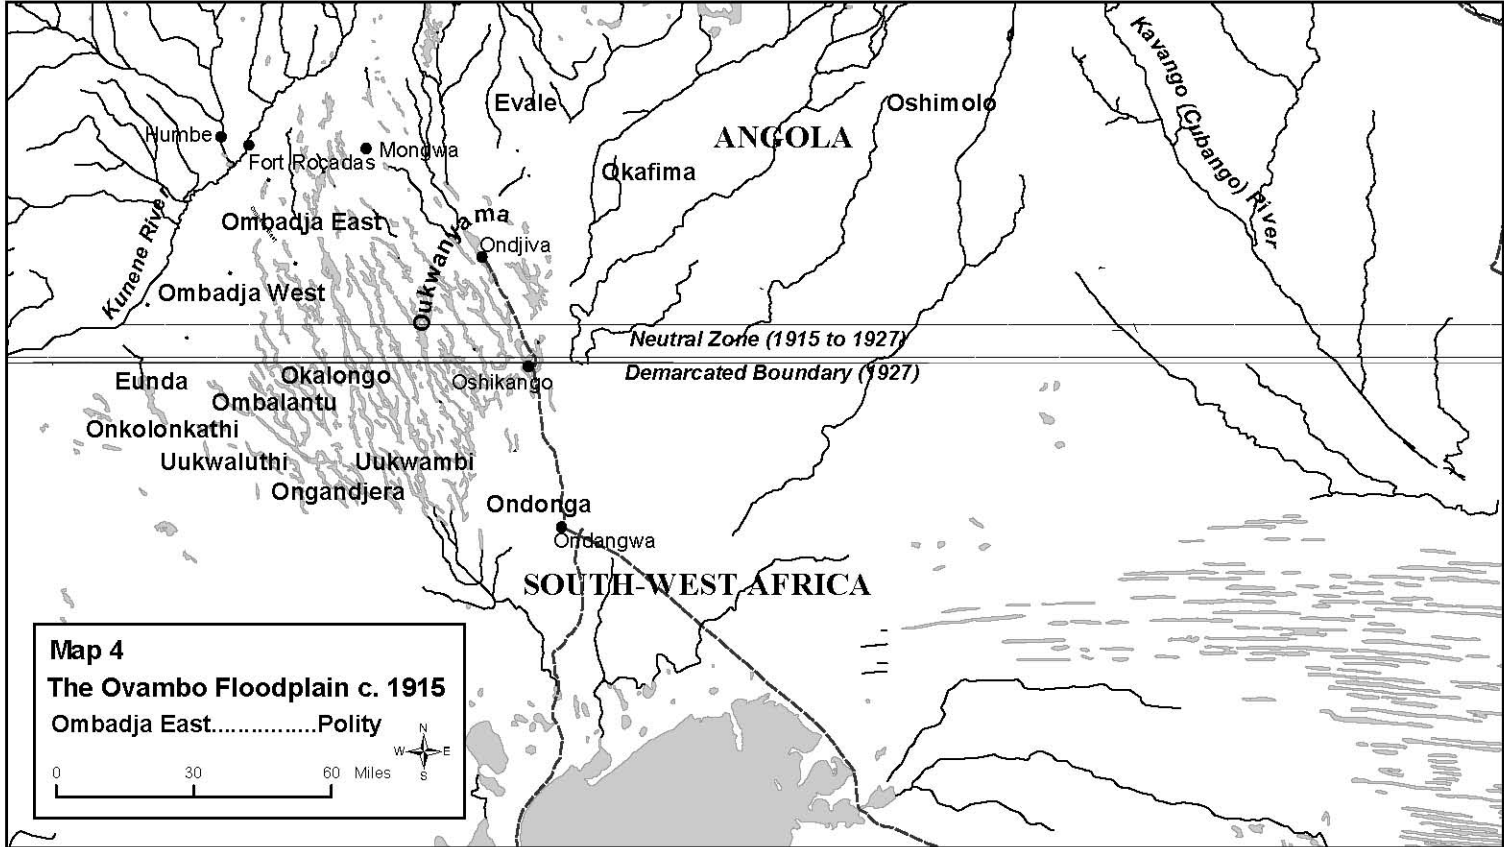 Kavango (Cubango) River
Evale
Oshimolo
Humbe
ANGOLA
Fort Roçadas
Mongwa
Okafima
Kunene River
Ombadja East
Oukwanyama
Ondjiva
Ombadja West
Neutral Zone (1915 to 1927)
Demarcated Boundary (1927)
Eunda
Okalongo
Oshikango
Ombalantu
Onkolonkathi
Uukwaluthi
Uukwambi
Ongandjera
Ondonga
Ondangwa
SOUTH-WEST AFRICA
Map 4
The Ovambo Floodplain c. 1915
Ombadja East................Polity
N
W E
S
0 30 60 Miles